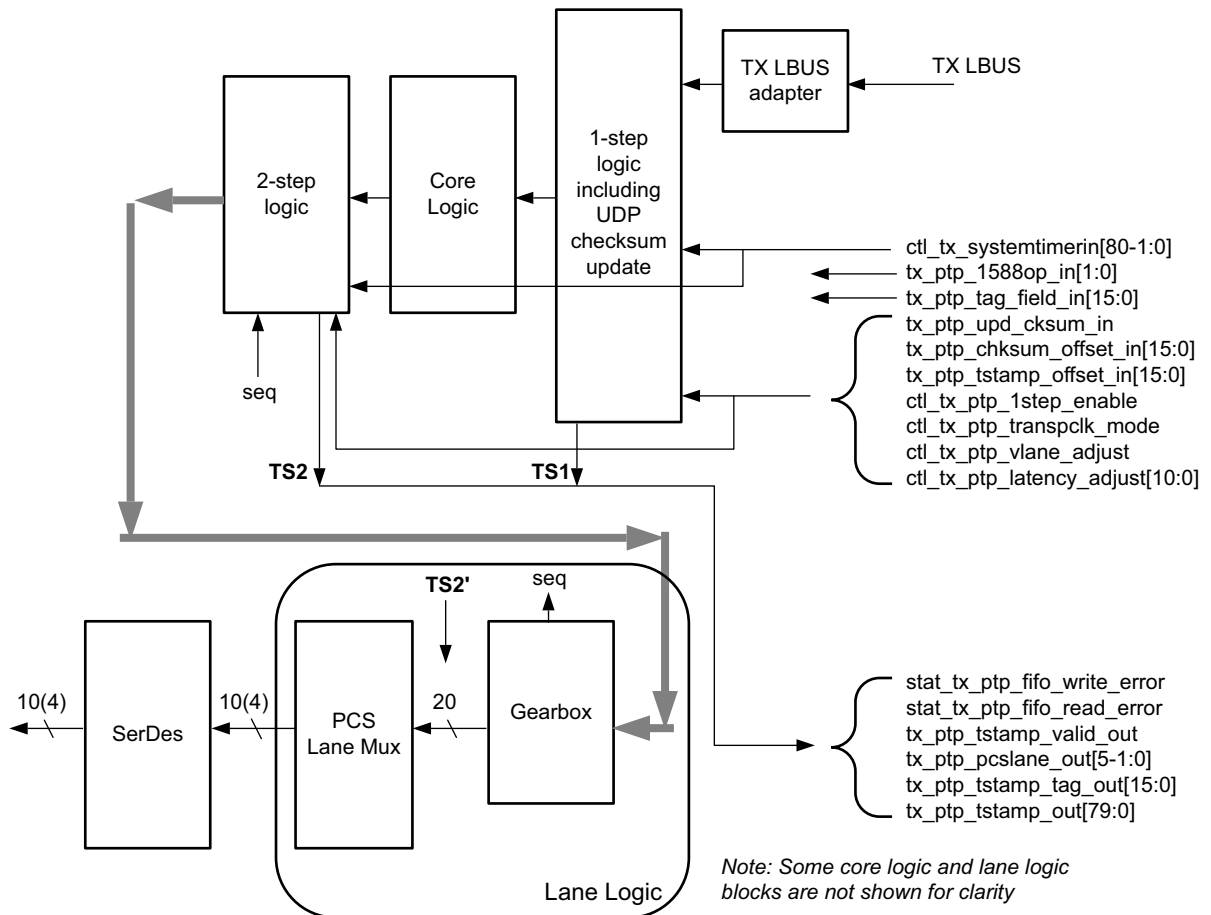 TX LBUS
adapter
TX LBUS
2-step
logic
Core
Logic
1-step
logic
including
UDP
checksum
update
ctl_tx_systemtimerin[80-1:0]
tx_ptp_1588op_in[1:0]
tx_ptp_tag_field_in[15:0]
tx_ptp_upd_cksum_in
tx_ptp_chksum_offset_in[15:0]
tx_ptp_tstamp_offset_in[15:0]
ctl_tx_ptp_1step_enable
ctl_tx_ptp_transpclk_mode
ctl_tx_ptp_vlane_adjust
ctl_tx_ptp_latency_adjust[10:0]
seq
TS2
TS1
TS2'
seq
10(4)
SerDes
10(4)
PCS
Lane Mux
20
Gearbox
stat_tx_ptp_fifo_write_error
stat_tx_ptp_fifo_read_error
tx_ptp_tstamp_valid_out
tx_ptp_pcslane_out[5-1:0]
tx_ptp_tstamp_tag_out[15:0]
tx_ptp_tstamp_out[79:0]
Lane Logic
Note: Some core logic and lane logic
blocks are not shown for clarity